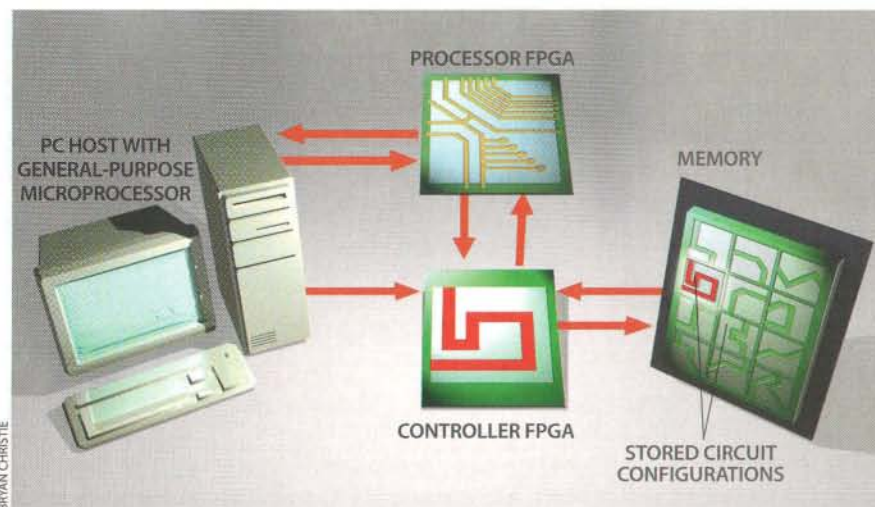 PROCESSOR FPGA
PC HOST WITH
GENERAL-PURPOSE
MICROPROCESSOR
MEMORY
CONTROLLER FPGA
STORED CIRCUIT
CONFIGURATIONS
BRYAN CHRISTIE